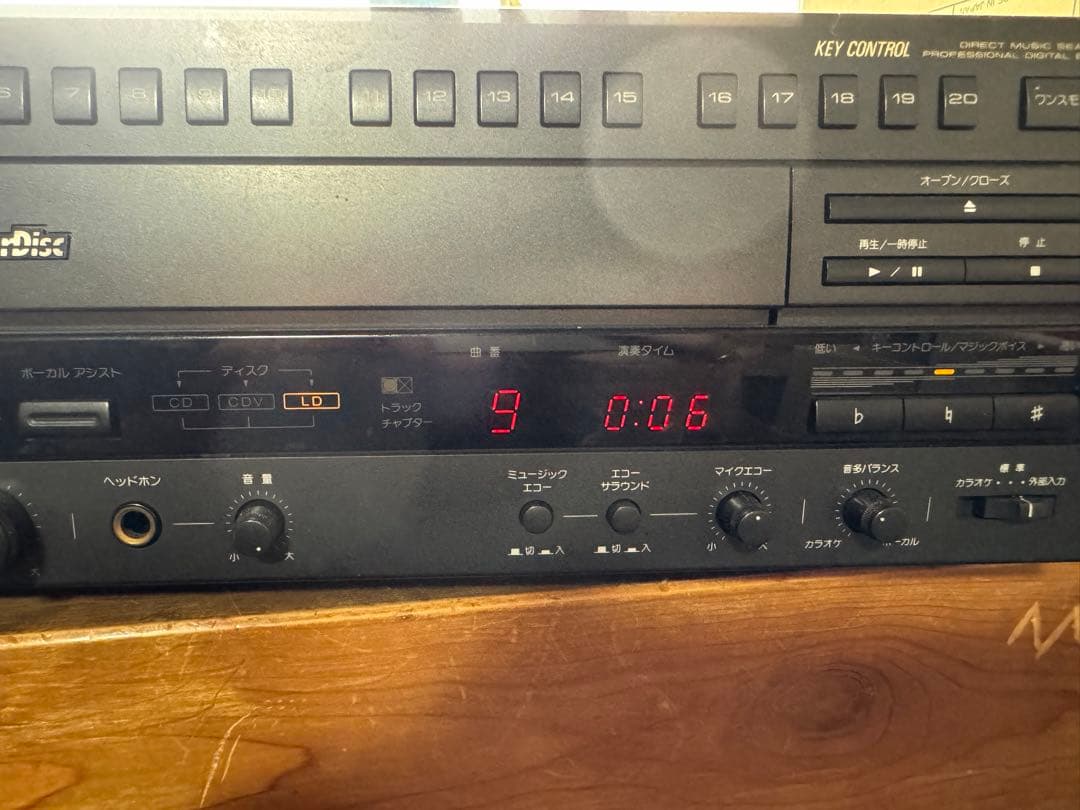 KEY CONTROL
DIRECT MUSIC SEA
PROFESSIONAL DIGITAL E
6 7 8 9 10 11 12 13 14 15 16 17 18 19 20
ワンスモ
オープン/クローズ
rDisc
再生/一時停止 停止
曲番 演奏タイム
低い キーコントロール/マジックボイス
ボーカル アシスト
ディスク
CD CDV LD
トラック
チャプター
9 0:06
♭ ♮ ♯
ヘッドホン
音量
小 大
大
ミュージック
エコー
切 入
エコー
サラウンド
切 入
マイクエコー
小
音多バランス
カラオケ ーカル
標準
カラオケ・・・外部入力